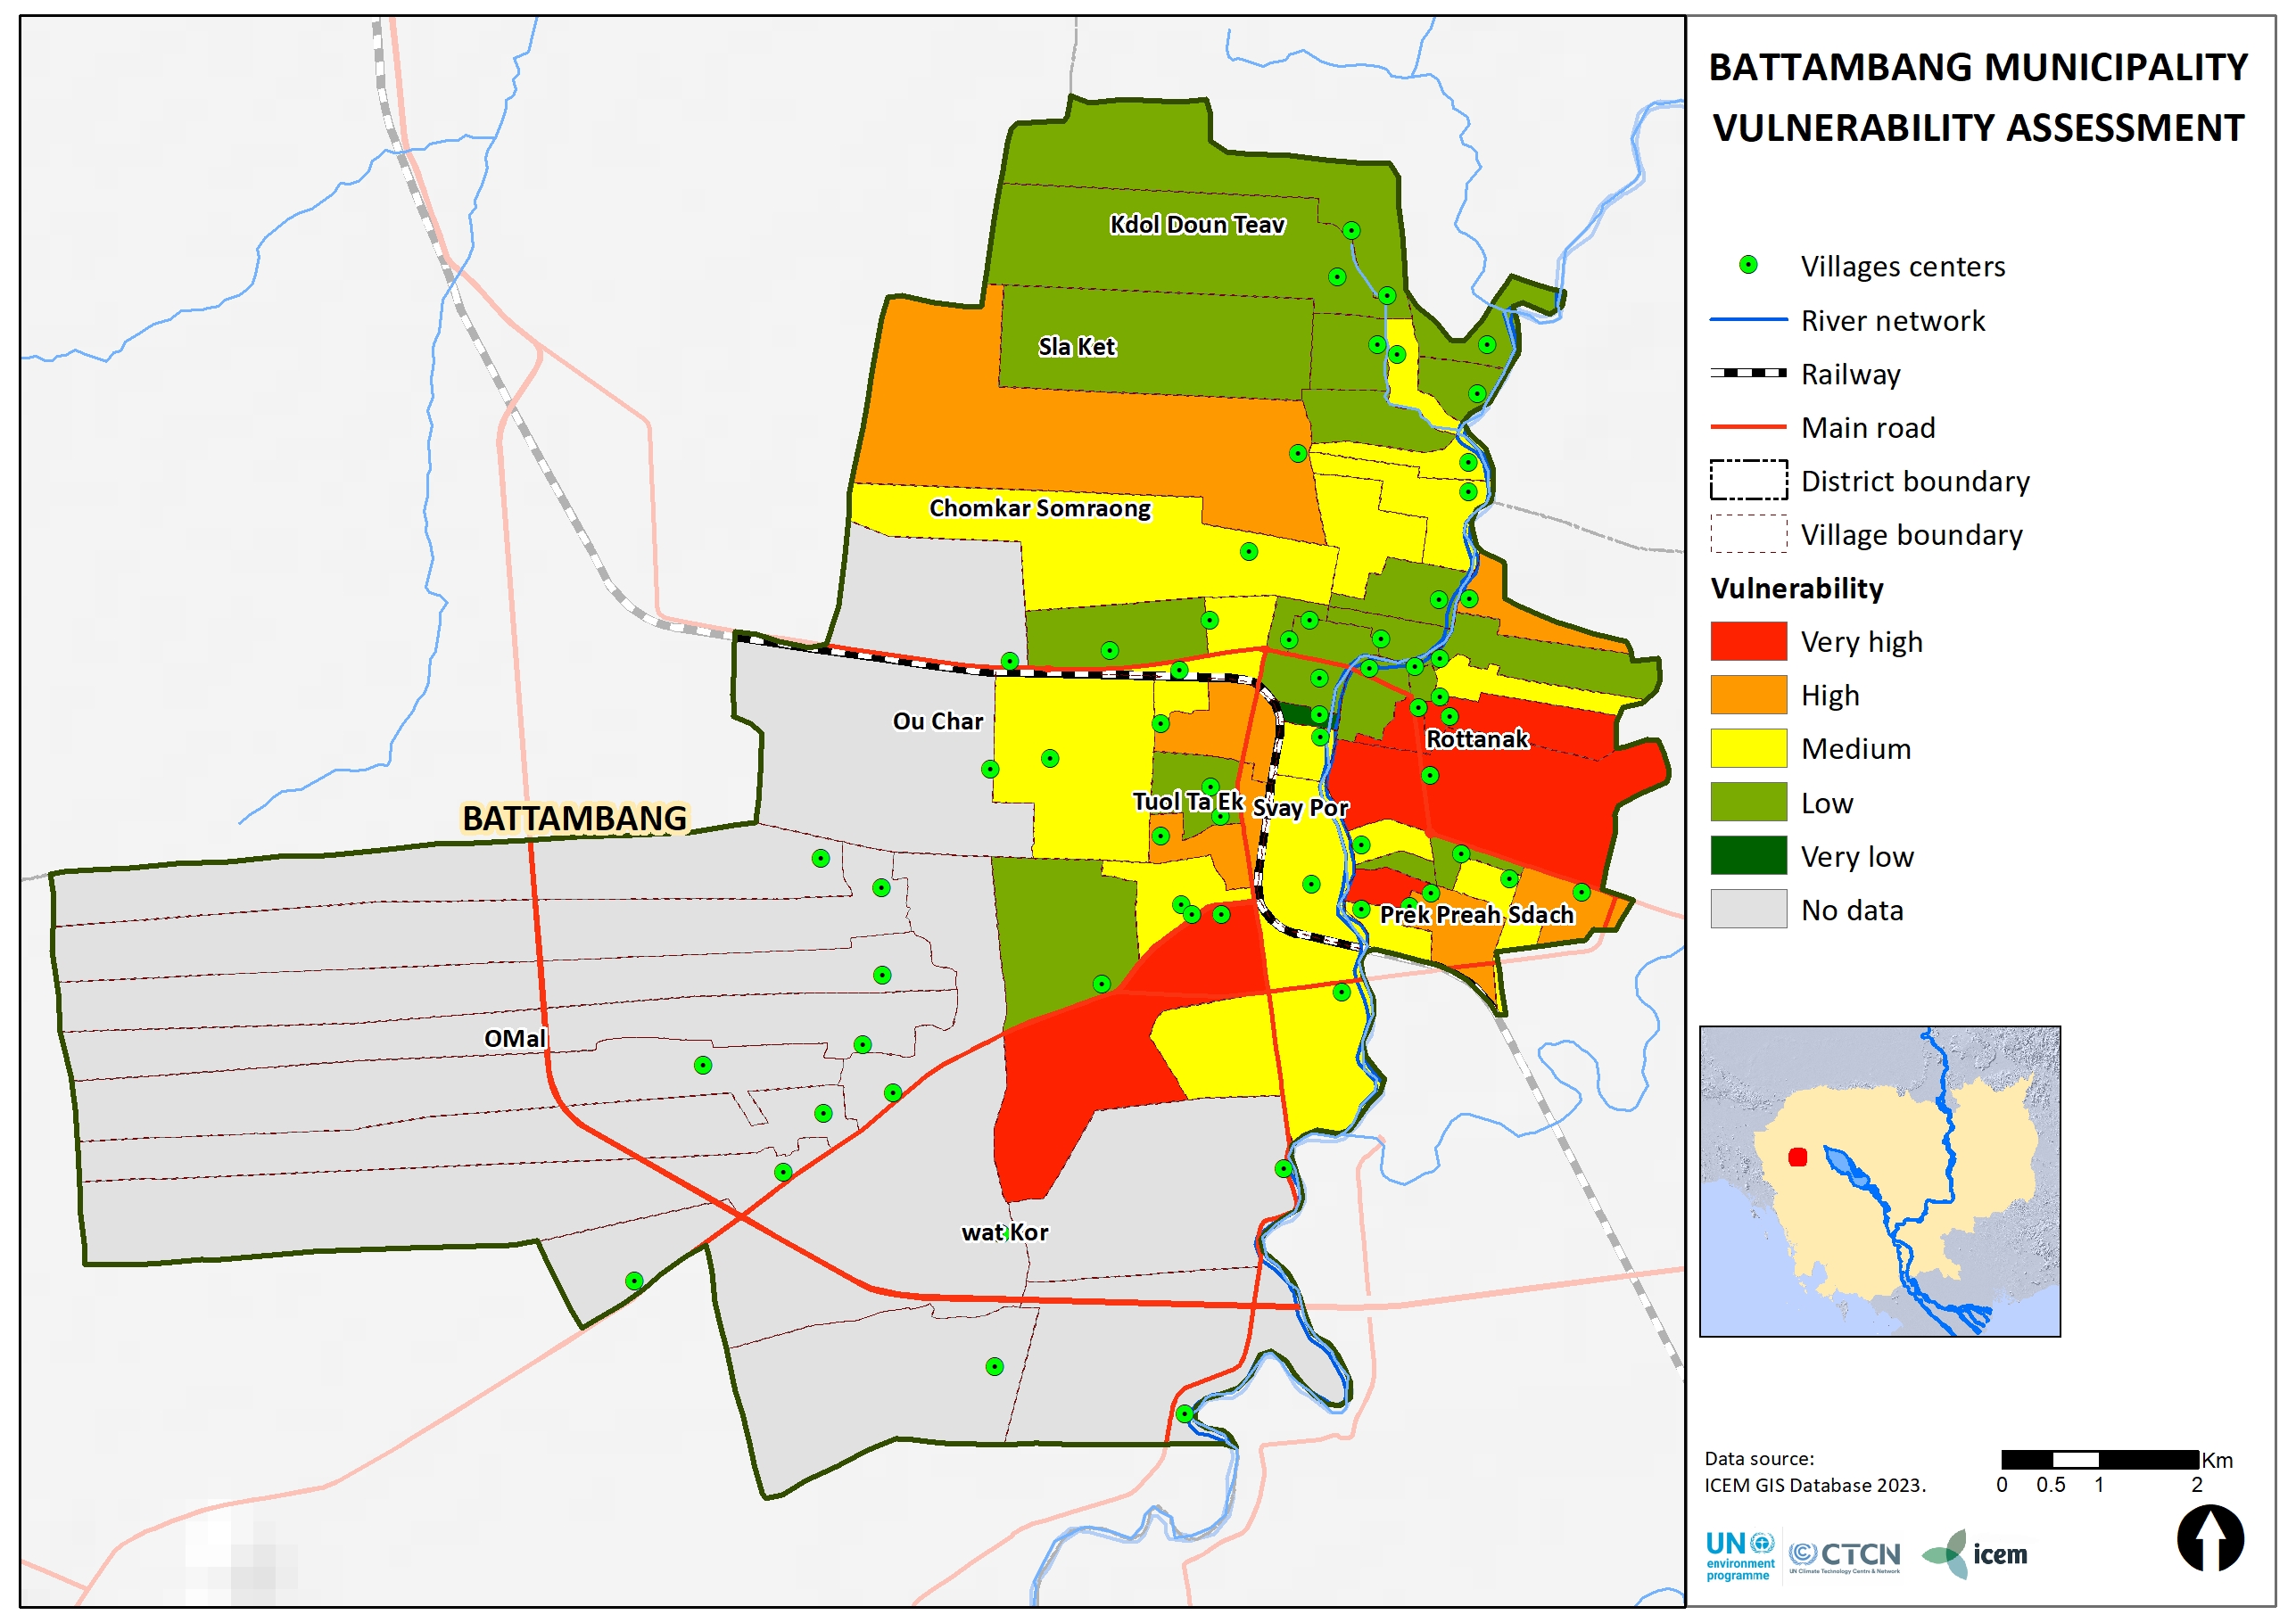 BATTAMBANG MUNICIPALITY
VULNERABILITY ASSESSMENT
Villages centers
River network
Railway
Main road
District boundary
Village boundary
Vulnerability
Very high
High
Medium
Low
Very low
No data
Kdol Doun Teav
Sla Ket
Chomkar Somraong
Ou Char
Rottanak
BATTAMBANG
Tuol Ta Ek
Svay Por
Prek Preah Sdach
OMal
wat Kor
Data source:
ICEM GIS Database 2023.
Km
0 0.5 1 2
UN
environment
programme
CTCN
UN Climate Technology Centre & Network
icem